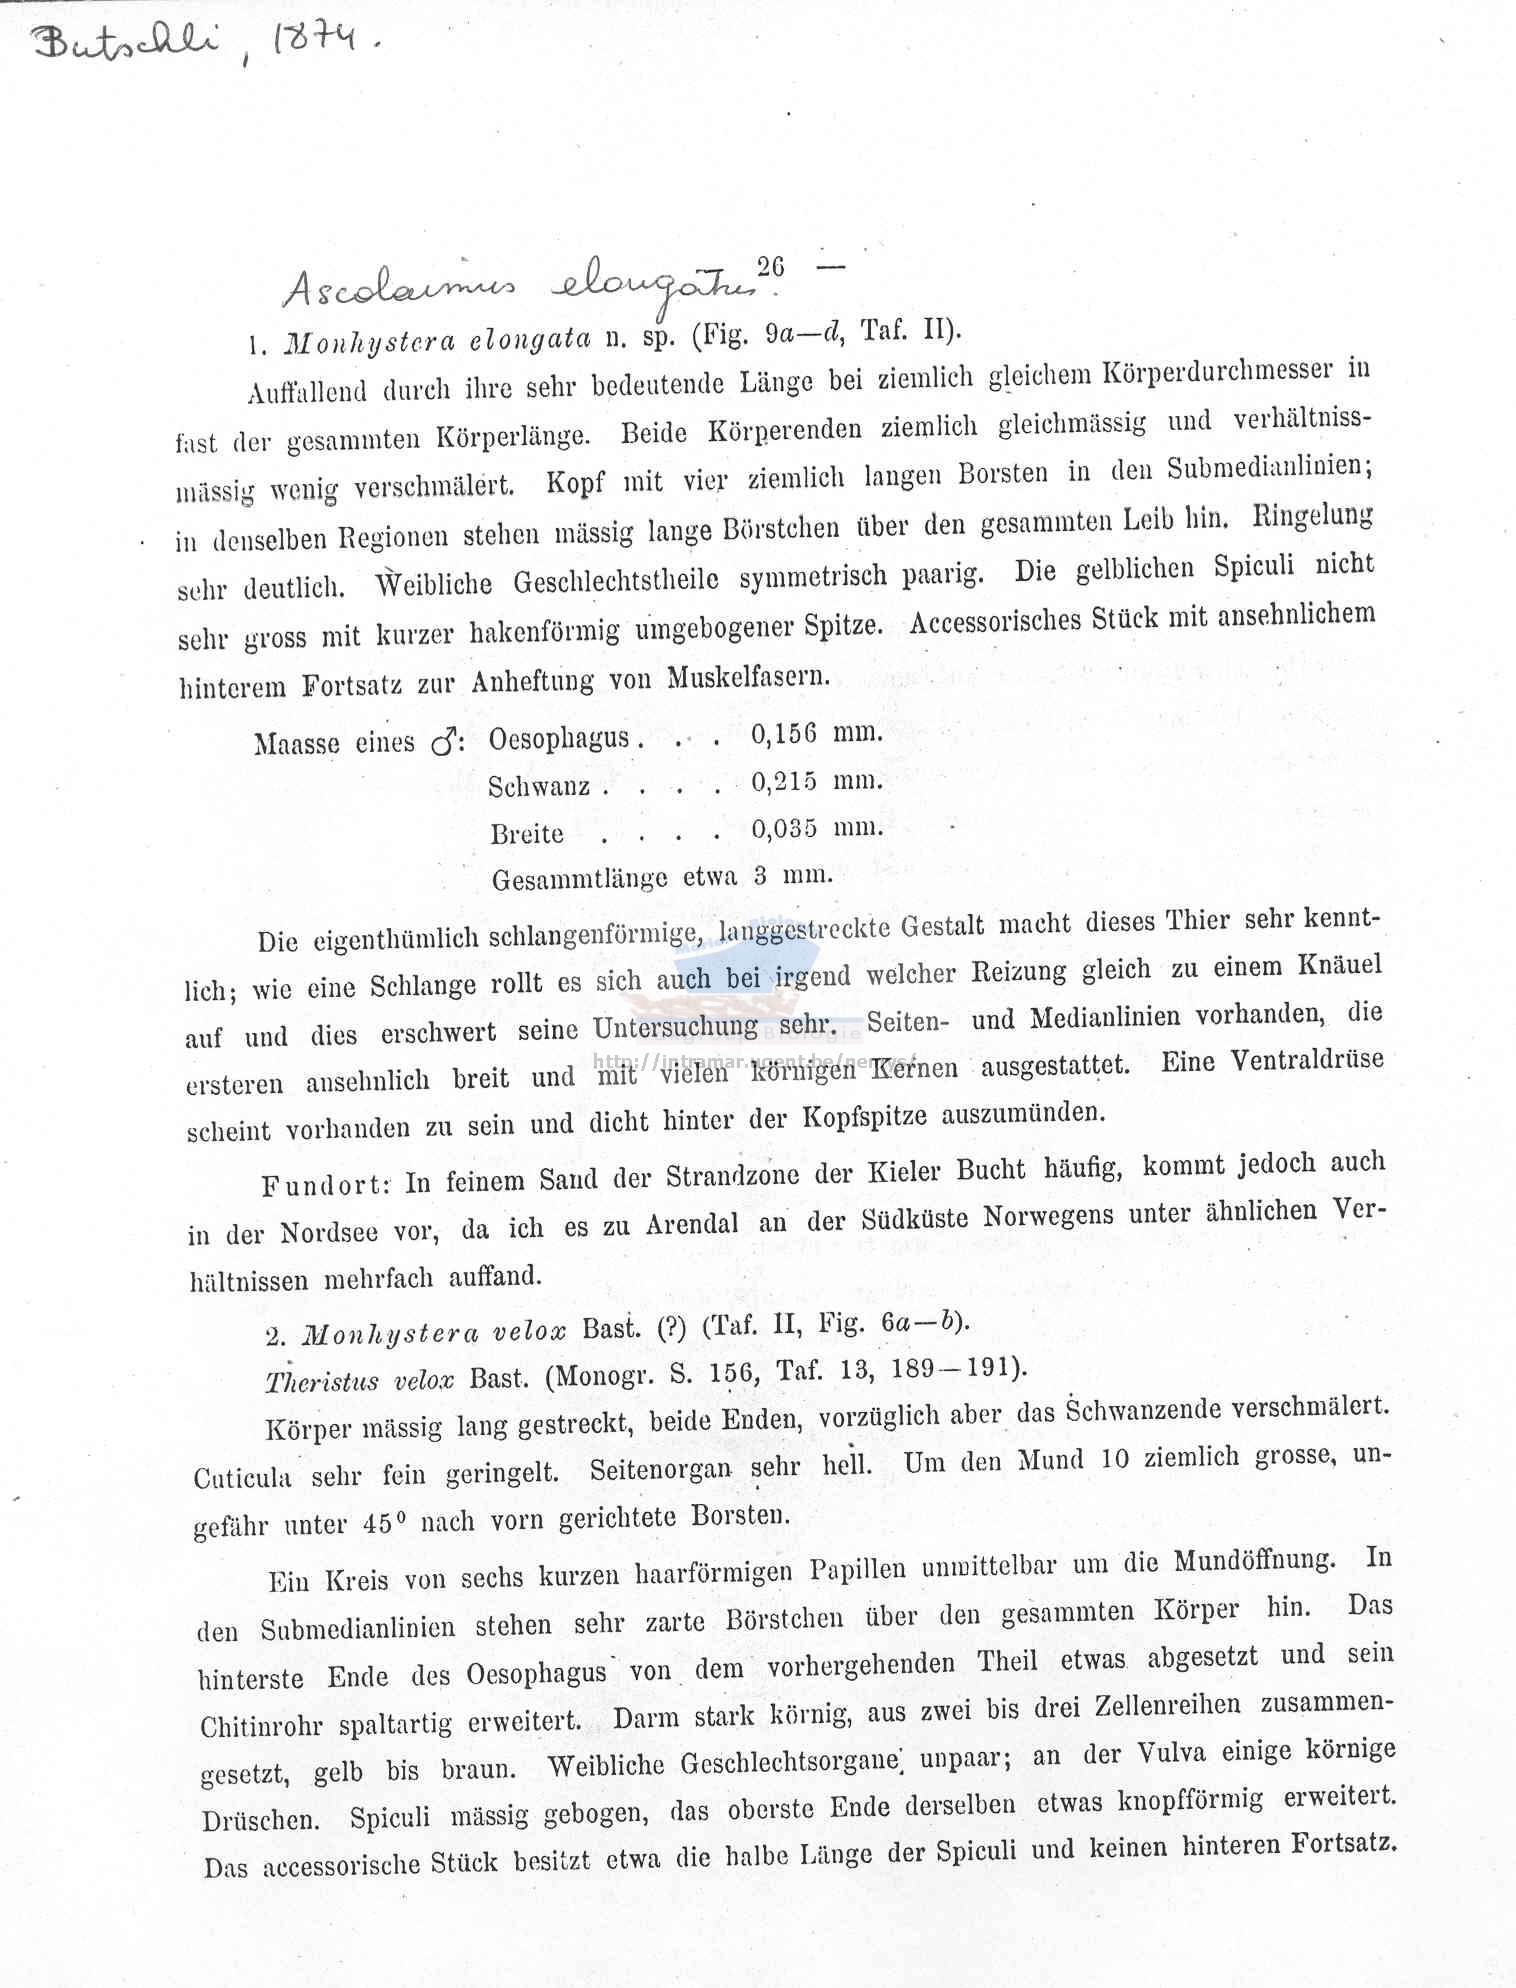 Butschli, 1874.
26 —
Ascolaimus elongatus.
1. Monhystera elongata n. sp. (Fig. 9a—d, Taf. II).
Auffallend durch ihre sehr bedeutende Länge bei ziemlich gleichem Körperdurchmesser in
fast der gesammten Körperlänge. Beide Körperenden ziemlich gleichmässig und verhältniss-
mässig wenig verschmälert. Kopf mit vier ziemlich langen Borsten in den Submedianlinien;
in denselben Regionen stehen mässig lange Börstchen über den gesammten Leib hin. Ringelung
sehr deutlich. Weibliche Geschlechtstheile symmetrisch paarig. Die gelblichen Spiculi nicht
sehr gross mit kurzer hakenförmig umgebogener Spitze. Accessorisches Stück mit ansehnlichem
hinterem Fortsatz zur Anheftung von Muskelfasern.
Maasse eines ♂: Oesophagus . . . 0,156 mm.
Schwanz . . . . 0,215 mm.
Breite . . . . 0,035 mm.
Gesammtlänge etwa 3 mm.
Die eigenthümlich schlangenförmige, langgestreckte Gestalt macht dieses Thier sehr kennt-
lich; wie eine Schlange rollt es sich auch bei irgend welcher Reizung gleich zu einem Knäuel
auf und dies erschwert seine Untersuchung sehr. Seiten- und Medianlinien vorhanden, die
ersteren ansehnlich breit und mit vielen körnigen Kernen ausgestattet. Eine Ventraldrüse
scheint vorhanden zu sein und dicht hinter der Kopfspitze auszumünden.
Fundort: In feinem Sand der Strandzone der Kieler Bucht häufig, kommt jedoch auch
in der Nordsee vor, da ich es zu Arendal an der Südküste Norwegens unter ähnlichen Ver-
hältnissen mehrfach auffand.
2. Monhystera velox Bast. (?) (Taf. II, Fig. 6a—b).
Theristus velox Bast. (Monogr. S. 156, Taf. 13, 189—191).
Körper mässig lang gestreckt, beide Enden, vorzüglich aber das Schwanzende verschmälert.
Cuticula sehr fein geringelt. Seitenorgan sehr hell. Um den Mund 10 ziemlich grosse, un-
gefähr unter 45° nach vorn gerichtete Borsten.
Ein Kreis von sechs kurzen haarförmigen Papillen unmittelbar um die Mundöffnung. In
den Submedianlinien stehen sehr zarte Börstchen über den gesammten Körper hin. Das
hinterste Ende des Oesophagus von dem vorhergehenden Theil etwas abgesetzt und sein
Chitinrohr spaltartig erweitert. Darm stark körnig, aus zwei bis drei Zellenreihen zusammen-
gesetzt, gelb bis braun. Weibliche Geschlechtsorgane unpaar; an der Vulva einige körnige
Drüschen. Spiculi mässig gebogen, das oberste Ende derselben etwas knopfförmig erweitert.
Das accessorische Stück besitzt etwa die halbe Länge der Spiculi und keinen hinteren Fortsatz.